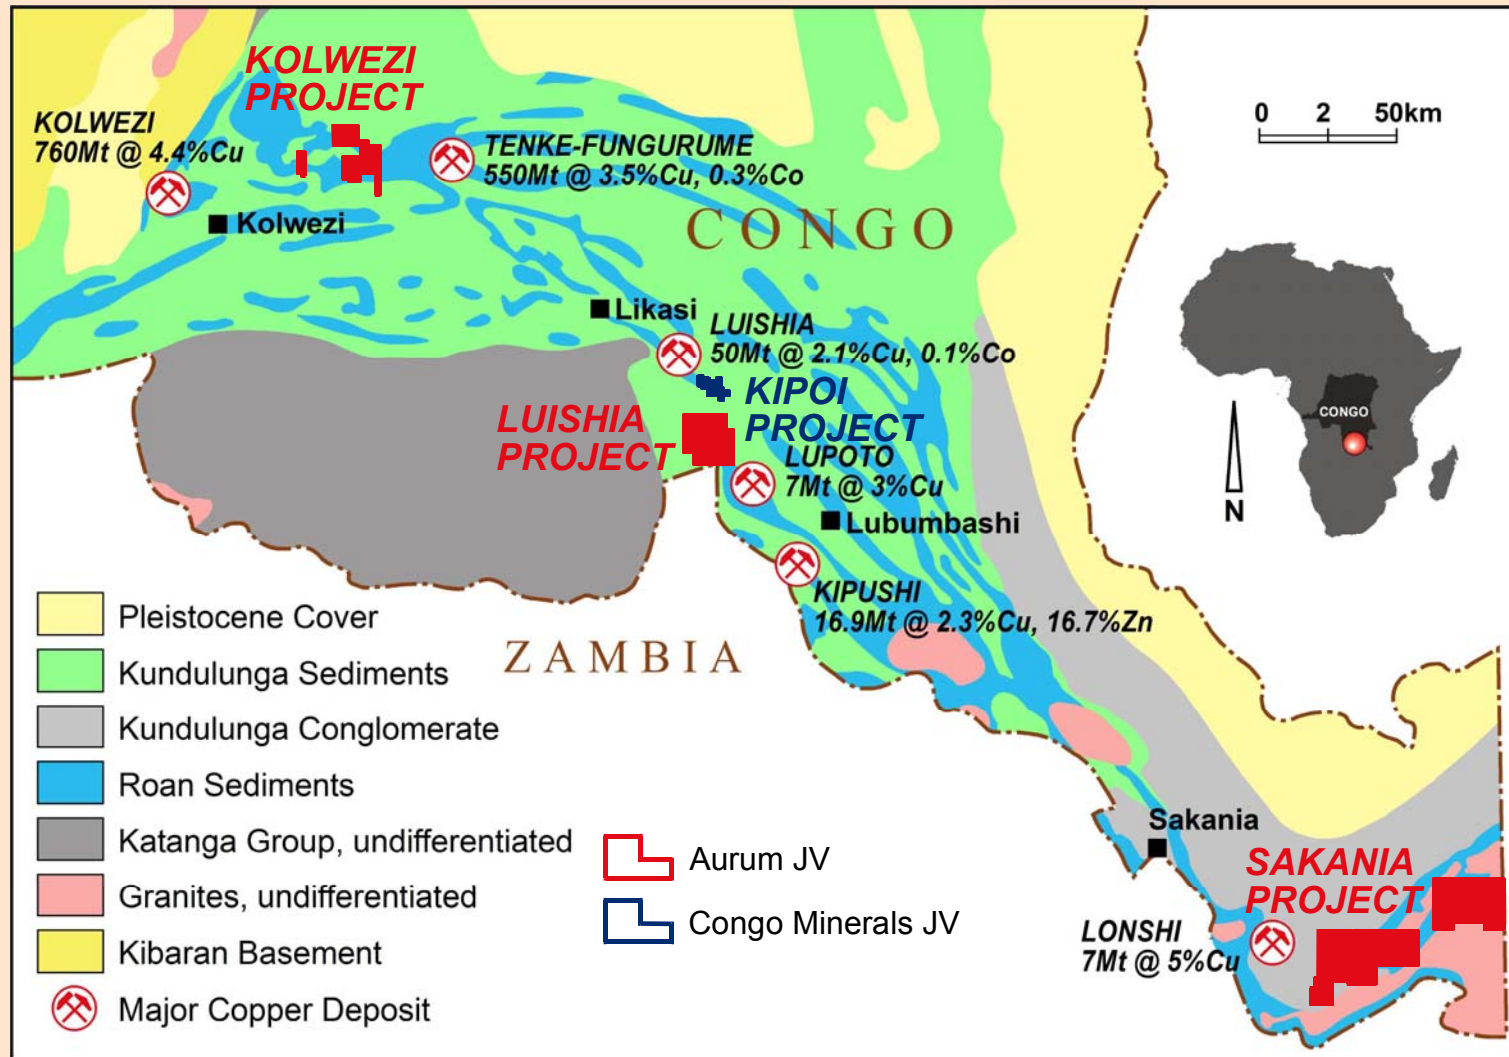 KOLWEZI
PROJECT
KOLWEZI
760Mt @ 4.4%Cu
TENKE-FUNGURUME
550Mt @ 3.5%Cu, 0.3%Co
0 2 50km
Kolwezi
CONGO
Likasi
LUISHIA
50Mt @ 2.1%Cu, 0.1%Co
KIPOI
PROJECT
LUISHIA
PROJECT
LUPOTO
7Mt @ 3%Cu
Lubumbashi
CONGO
N
KIPUSHI
16.9Mt @ 2.3%Cu, 16.7%Zn
ZAMBIA
Pleistocene Cover
Kundulunga Sediments
Kundulunga Conglomerate
Roan Sediments
Katanga Group, undifferentiated
Granites, undifferentiated
Kibaran Basement
Major Copper Deposit
Aurum JV
Congo Minerals JV
Sakania
SAKANIA
PROJECT
LONSHI
7Mt @ 5%Cu